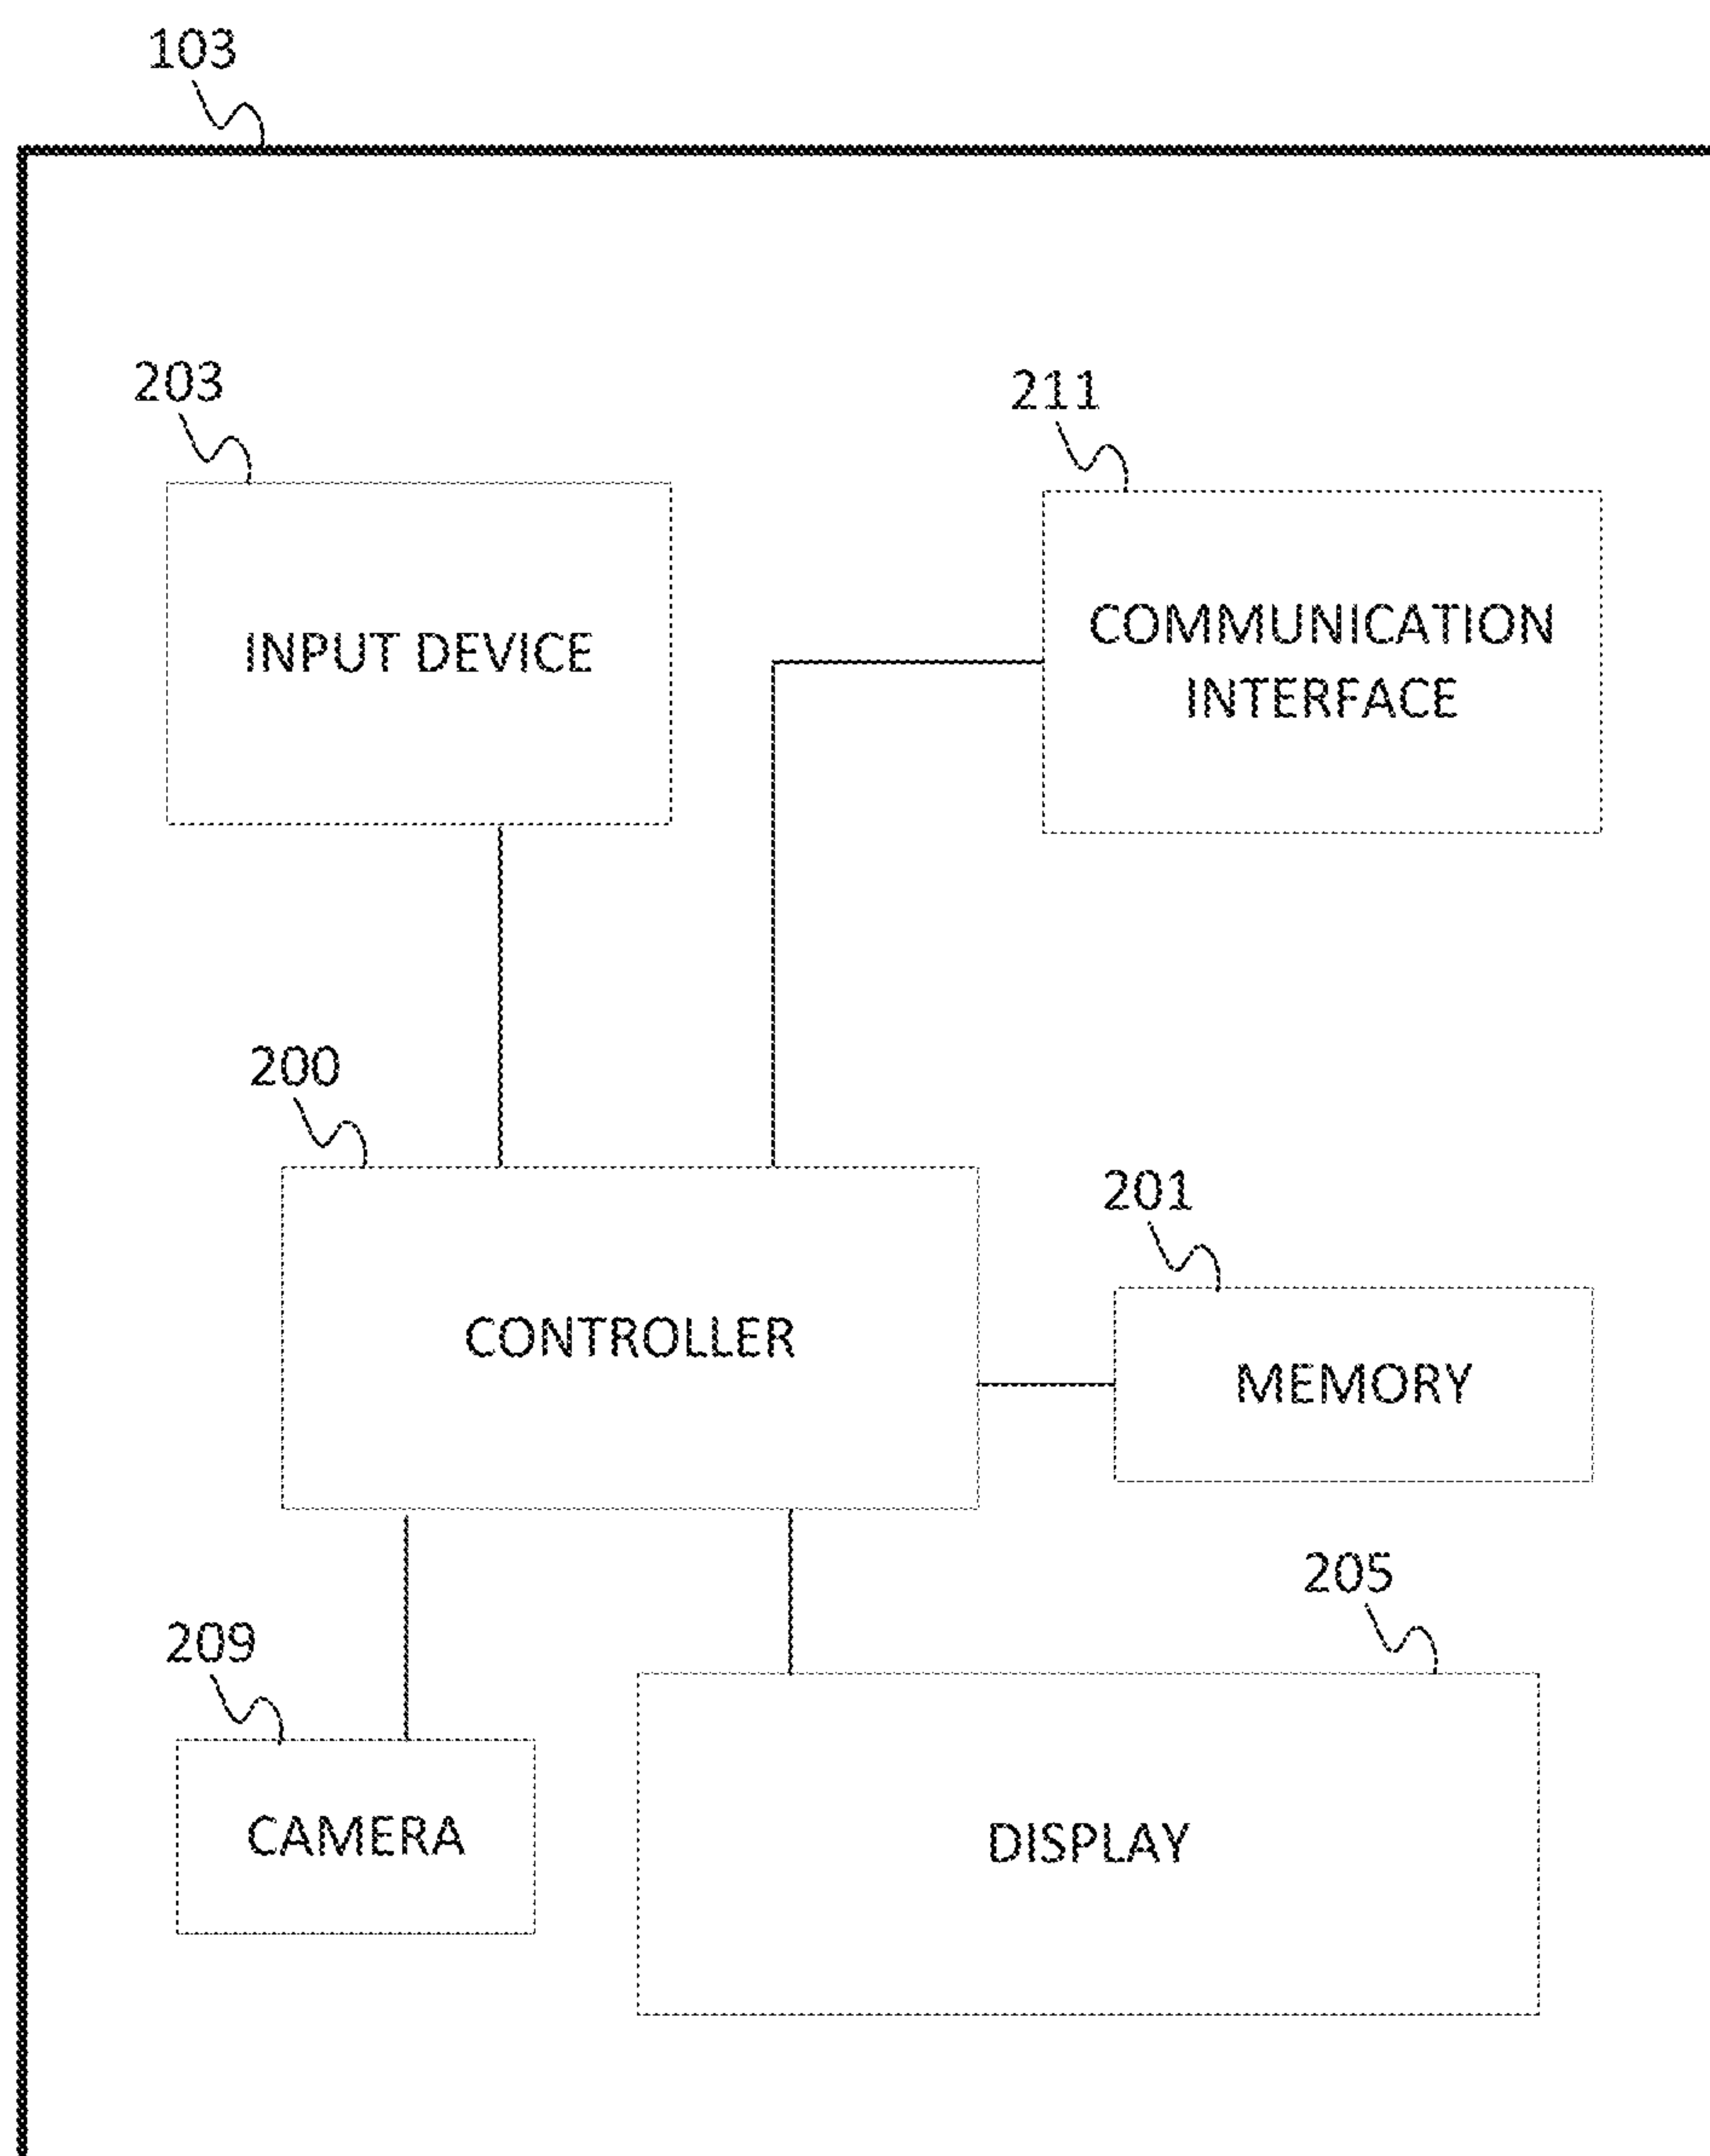 103
203
211
INPUT DEVICE
COMMUNICATION
INTERFACE
200
201
CONTROLLER
MEMORY
205
209
CAMERA
DISPLAY